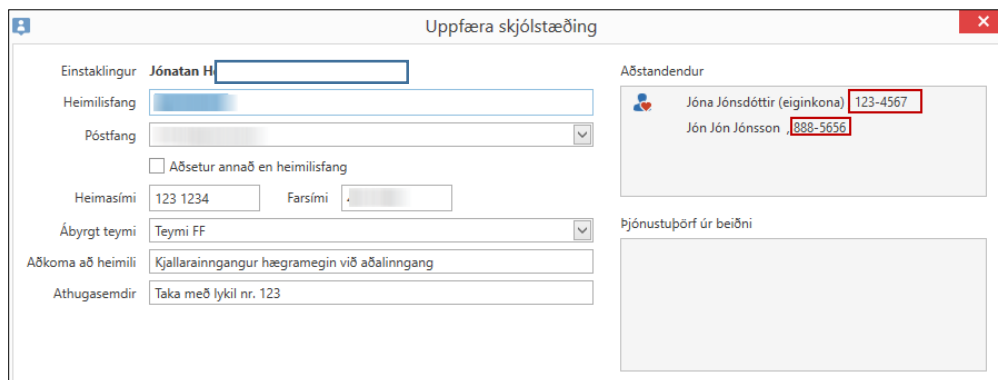 Uppfæra skjólstæðing
Einstaklingur Jónatan
Heimilisfang
Póstfang
Aðsetur annað en heimilisfang
Heimasími 123 1234 Farsími
Ábyrgt teymi Teymi FF
Aðkoma að heimili Kjallarainngangur hægramegin við aðalinngang
Athugasemdir Taka með lykil nr. 123
Aðstandendur
Jóna Jónsdóttir (eiginkona) 123-4567
Jón Jón Jónsson , 888-5656
Þjónustuþörf úr beiðni